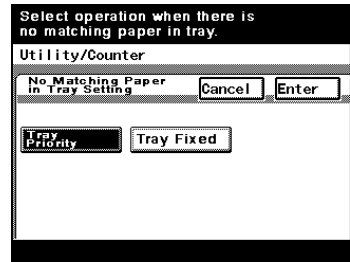 Select operation when there is
no matching paper in tray.
Utility/Counter
No Matching Paper
in Tray Setting
Cancel
Enter
Tray
Priority
Tray Fixed